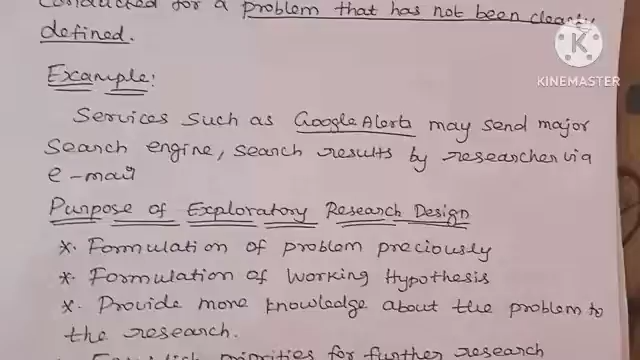 conducted for a problem that has not been clearly
defined.
Example:
Services such as Google Alerts may send major
Search engine, search results by researcher via
e-mail
Purpose of Exploratory Research Design
*. Formulation of problem preciously
*. Formulation of Working Hypothesis
*. Provide more knowledge about the problem to
the research.
*. Establish priorities for further research
KINEMASTER